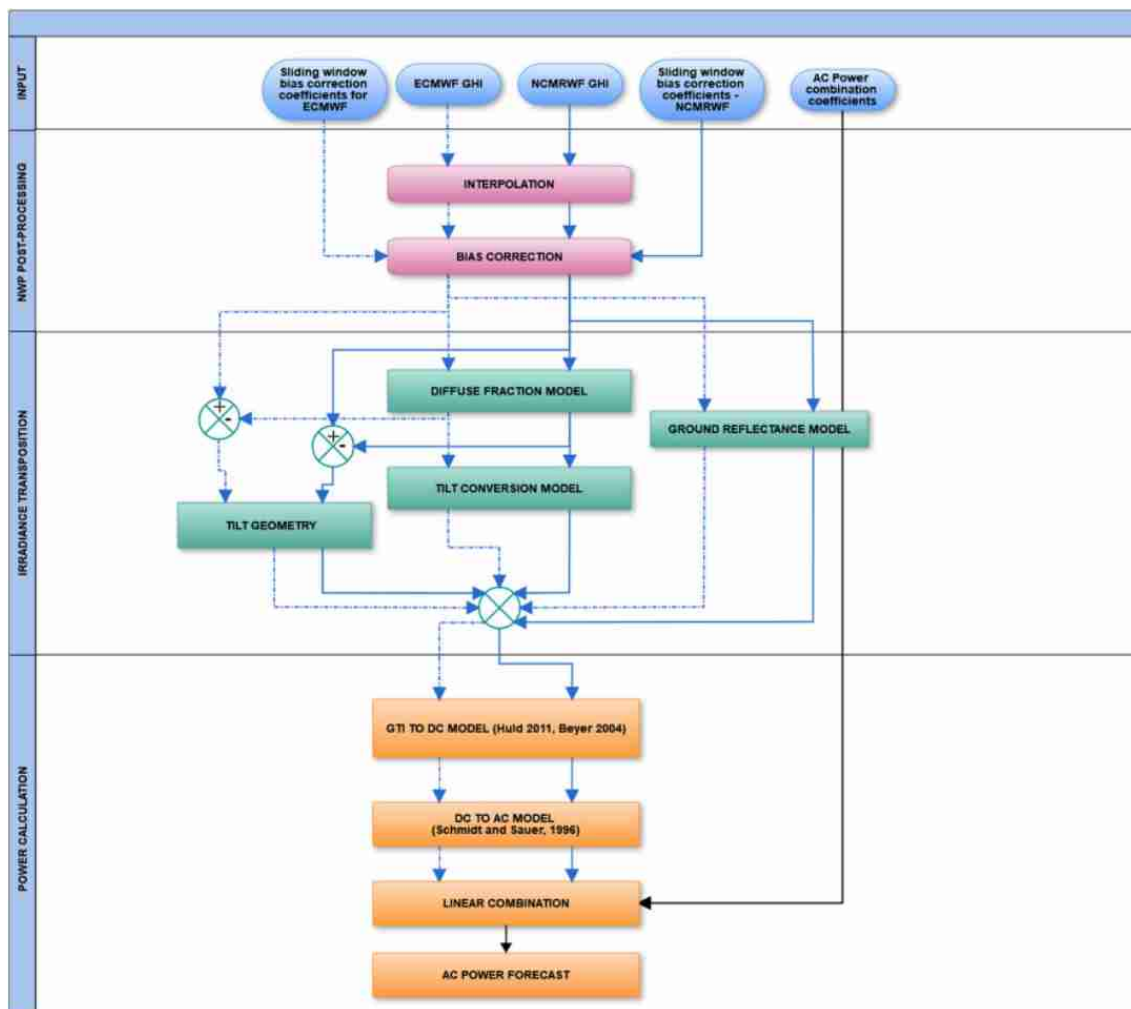 INPUT
Sliding window
bias correction
coefficients for
ECMWF
ECMWF GHI
NCMRWF GHI
Sliding window
bias correction
coefficients -
NCMRWF
AC Power
combination
coefficients
NWP POST-PROCESSING
INTERPOLATION
BIAS CORRECTION
IRRADIANCE TRANSPOSITION
DIFFUSE FRACTION MODEL
+
-
GROUND REFLECTANCE MODEL
+
-
TILT CONVERSION MODEL
TILT GEOMETRY
POWER CALCULATION
GTI TO DC MODEL (Huld 2011, Beyer 2004)
DC TO AC MODEL
(Schmidt and Sauer, 1996)
LINEAR COMBINATION
AC POWER FORECAST